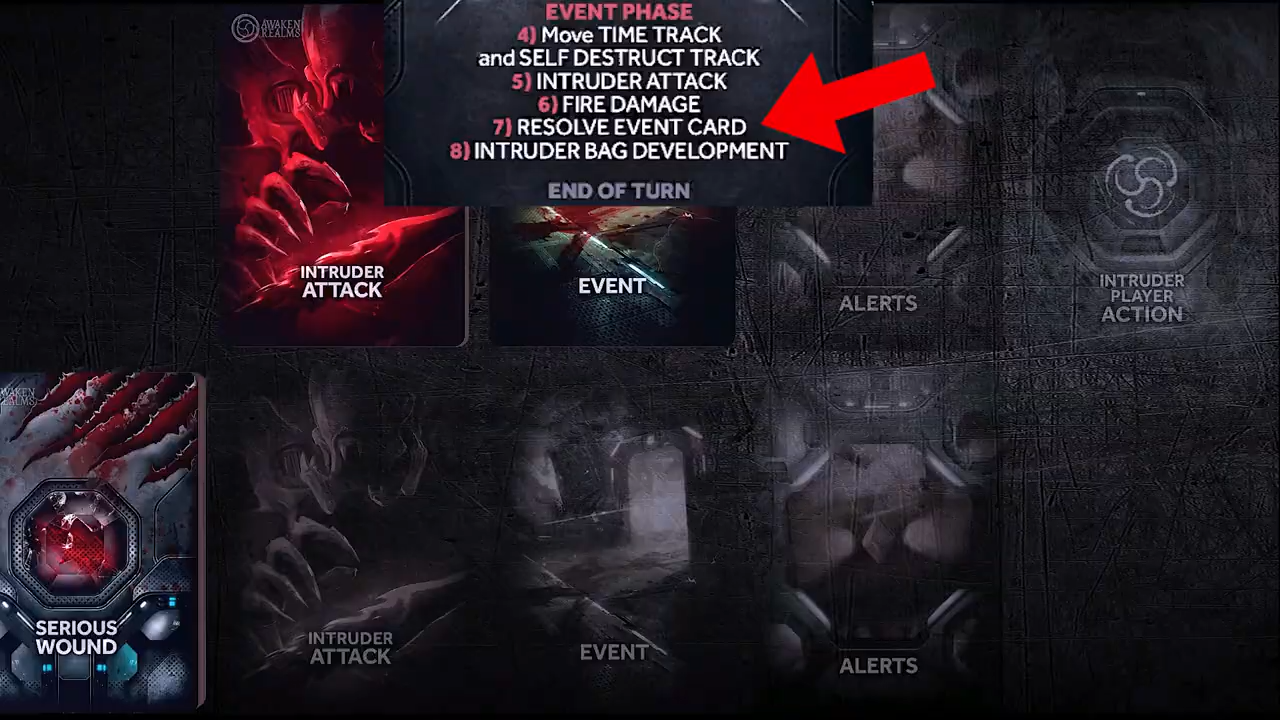 AWAKEN
REALMS
EVENT PHASE
4) Move TIME TRACK
and SELF DESTRUCT TRACK
5) INTRUDER ATTACK
6) FIRE DAMAGE
7) RESOLVE EVENT CARD
8) INTRUDER BAG DEVELOPMENT
END OF TURN
INTRUDER
ATTACK
EVENT
ALERTS
INTRUDER
PLAYER
ACTION
SERIOUS
WOUND
INTRUDER
ATTACK
EVENT
ALERTS